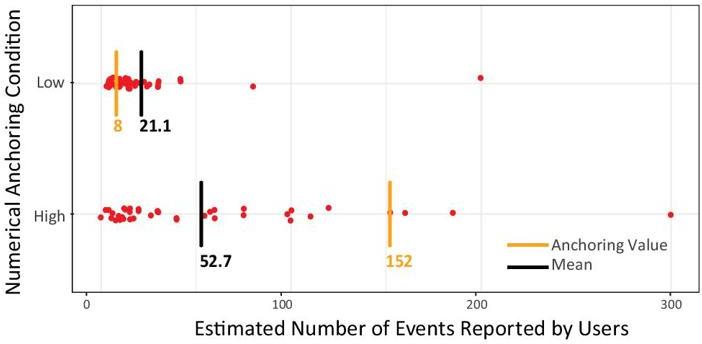 Numerical Anchoring Condition
Low
8
21.1
High
52.7
152
Anchoring Value
Mean
0
100
200
300
Estimated Number of Events Reported by Users